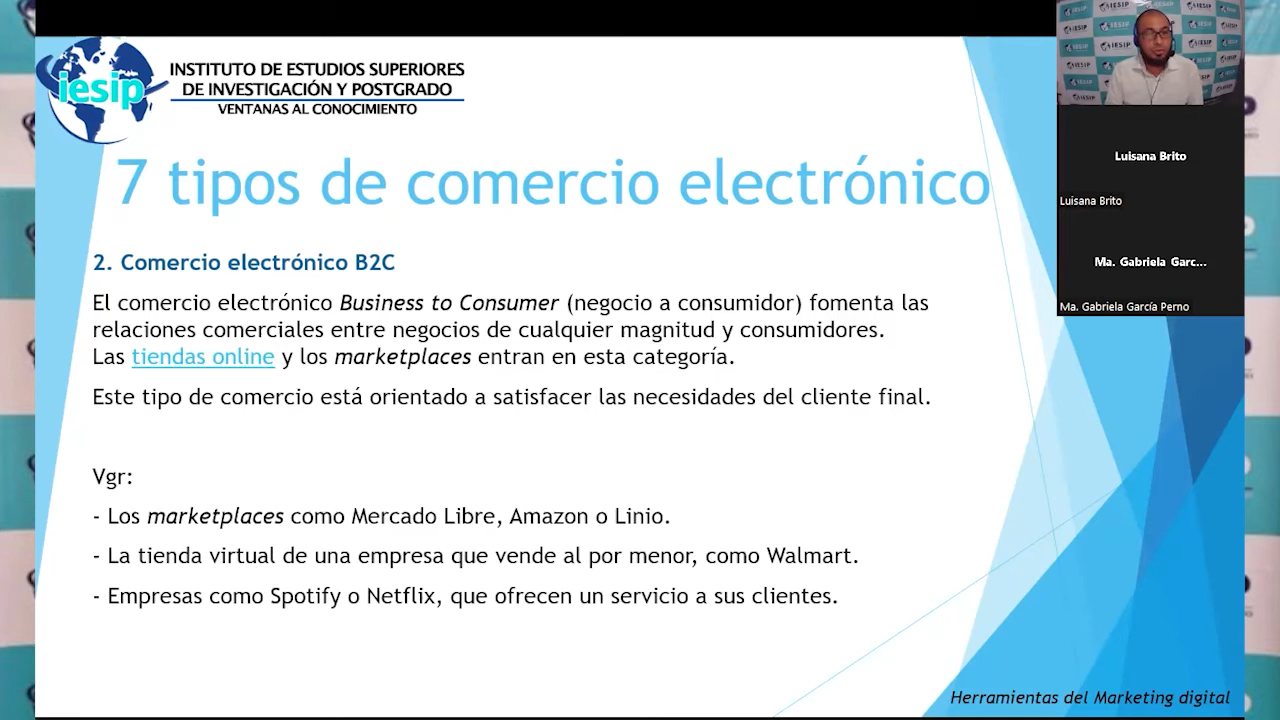 iesip
INSTITUTO DE ESTUDIOS SUPERIORES
DE INVESTIGACIÓN Y POSTGRADO
VENTANAS AL CONOCIMIENTO
7 tipos de comercio electrónico
2. Comercio electrónico B2C
El comercio electrónico Business to Consumer (negocio a consumidor) fomenta las
relaciones comerciales entre negocios de cualquier magnitud y consumidores.
Las tiendas online y los marketplaces entran en esta categoría.
Este tipo de comercio está orientado a satisfacer las necesidades del cliente final.
Vgr:
- Los marketplaces como Mercado Libre, Amazon o Linio.
- La tienda virtual de una empresa que vende al por menor, como Walmart.
- Empresas como Spotify o Netflix, que ofrecen un servicio a sus clientes.
Herramientas del Marketing digital
IESIP
Luisana Brito
Luisana Brito
Ma. Gabriela Garc...
Ma. Gabriela García Perno